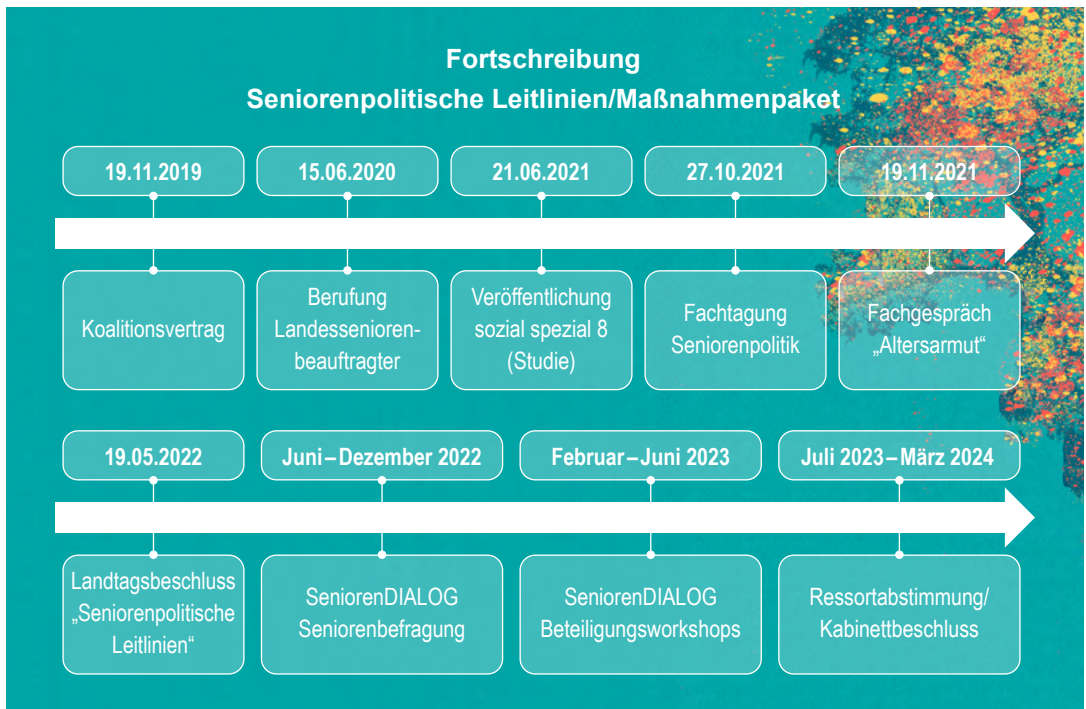 Fortschreibung
Seniorenpolitische Leitlinien/Maßnahmenpaket
19.11.2019
15.06.2020
21.06.2021
27.10.2021
19.11.2021
Koalitionsvertrag
Berufung
Landessenioren-
beauftragter
Veröffentlichung
sozial spezial 8
(Studie)
Fachtagung
Seniorenpolitik
Fachgespräch
„Altersarmut“
19.05.2022
Juni–Dezember 2022
Februar–Juni 2023
Juli 2023–März 2024
Landtagsbeschluss
„Seniorenpolitische
Leitlinien“
SeniorenDIALOG
Seniorenbefragung
SeniorenDIALOG
Beteiligungsworkshops
Ressortabstimmung/
Kabinettbeschluss